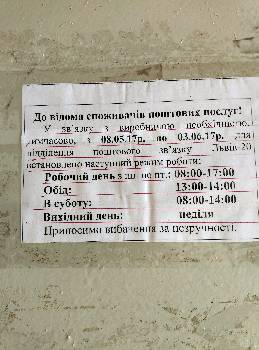 До відома споживачів поштових послуг!
У зв'язку з виробничою необхідністю,
тимчасово, з 08.05.17р. по 03.06.17р. для
відділення поштового зв'язку Львів-20
встановлено наступний режим роботи:
Робочий день з пн. по пт.: 08:00-17:00
Обід: 13:00-14:00
В суботу: 08:00-14:00
Вихідний день: неділя
Приносимо вибачення за незручності.